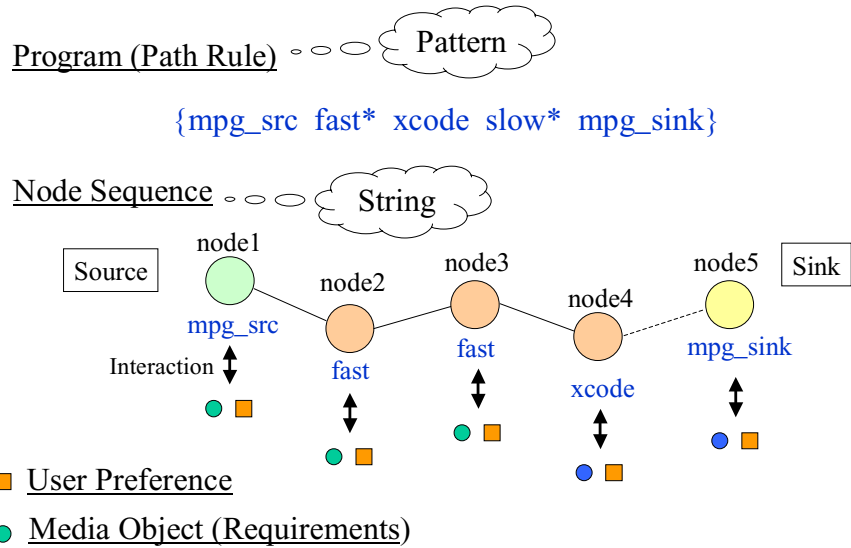 Program (Path Rule)
Pattern
{mpg_src fast* xcode slow* mpg_sink}
Node Sequence
String
Source
node1
node2
node3
node4
node5
Sink
mpg_src
fast
fast
xcode
mpg_sink
Interaction
User Preference
Media Object (Requirements)